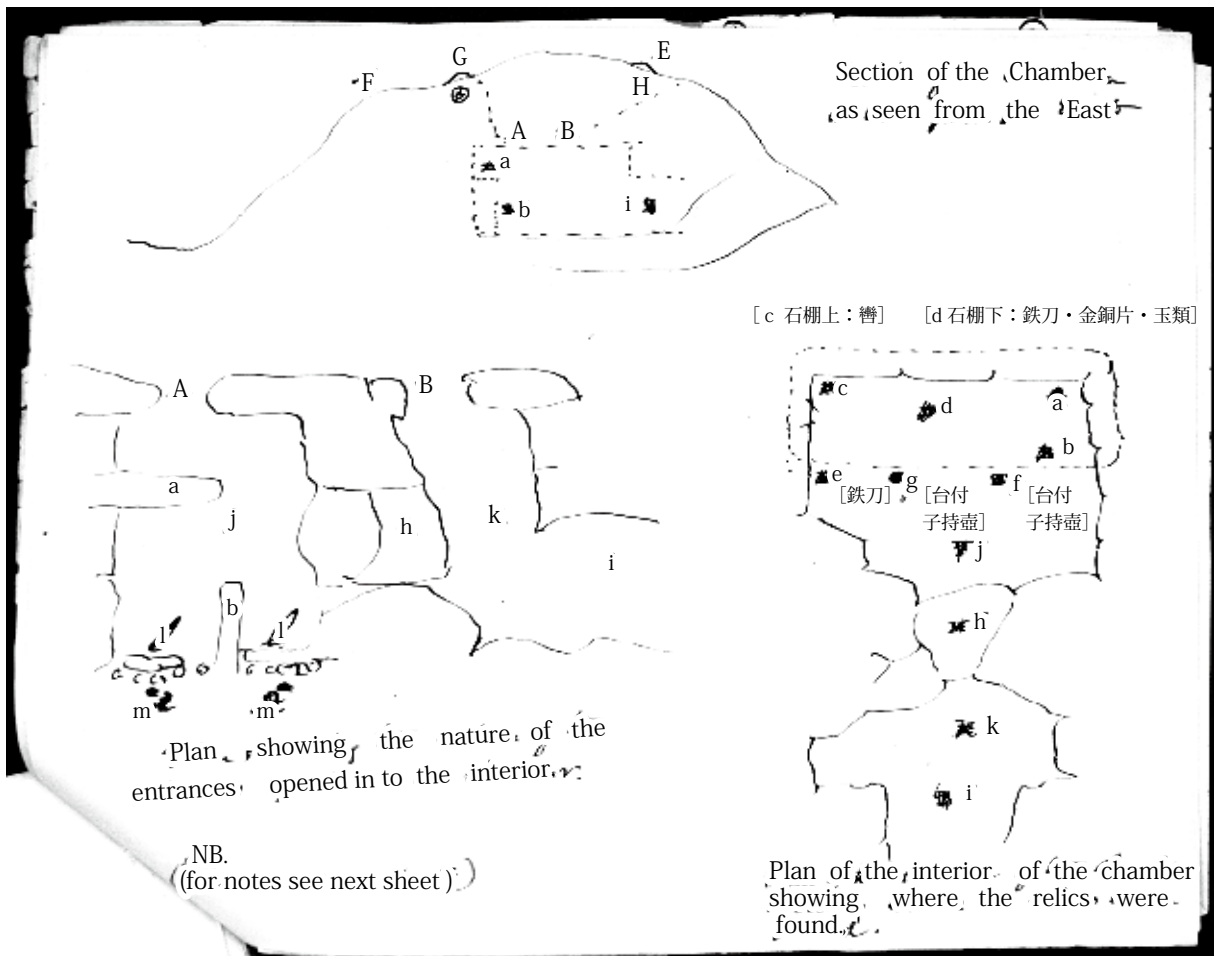 G
E
F
H
Section of the Chamber
as seen from the East
A B
a
b
i
[c 石棚上：轡] [d 石棚下：鉄刀・金銅片・玉類]
A
B
a
j
h
k
i
b
l
l
m
m
Plan showing the nature of the
entrances opened in to the interior.
NB.
(for notes see next sheet)
c
d
a
b
e
g
f
[鉄刀] [台付
子持壺] [台付
子持壺]
j
h
k
i
Plan of the interior of the chamber
showing where the relics were
found.